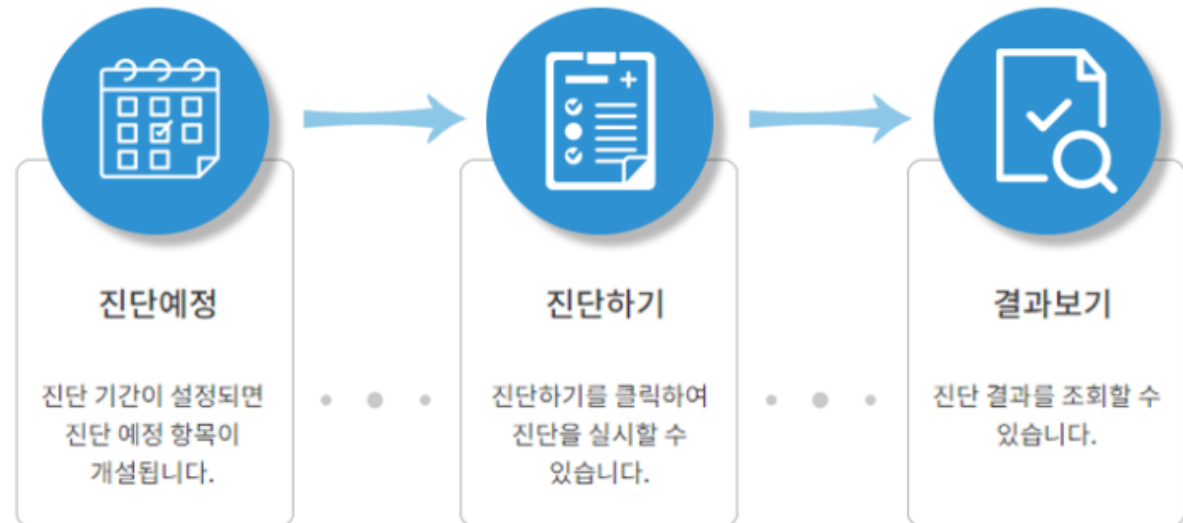 진단예정
진단 기간이 설정되면
진단 예정 항목이
개설됩니다.
진단하기
진단하기를 클릭하여
진단을 실시할 수
있습니다.
결과보기
진단 결과를 조회할 수
있습니다.